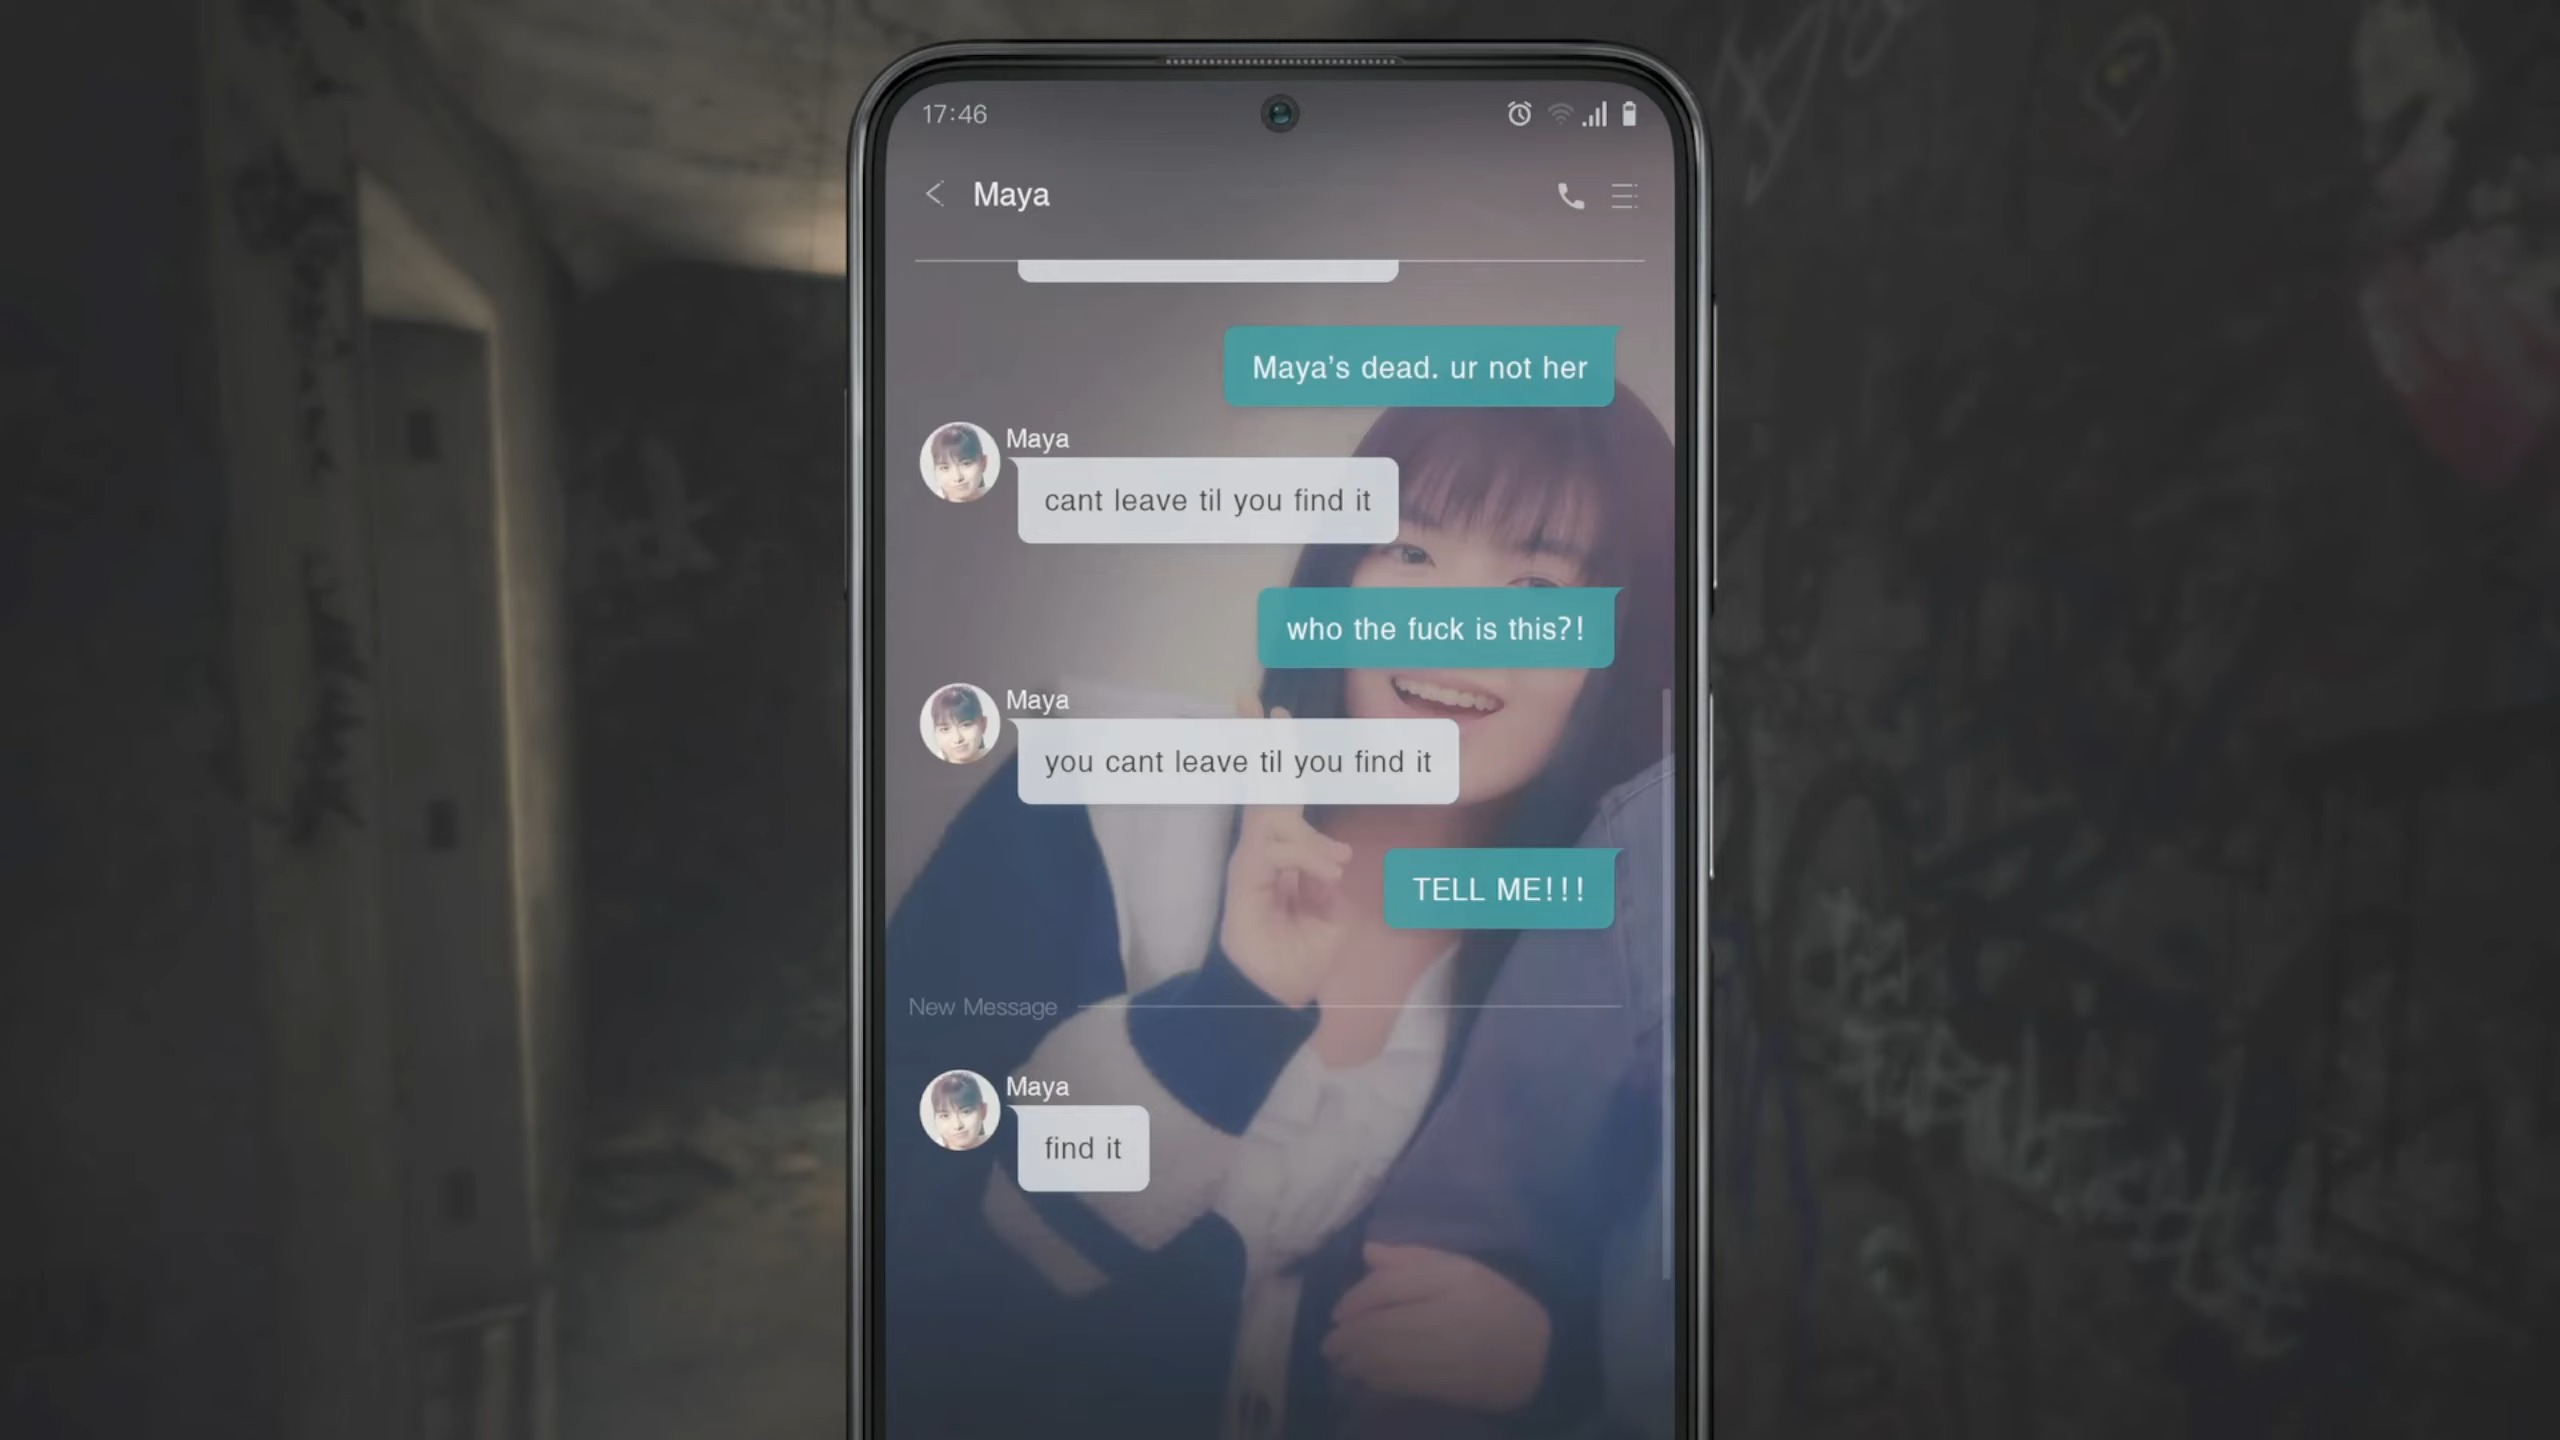 17:46
Maya
Maya's dead. ur not her
Maya
cant leave til you find it
who the fuck is this?!
Maya
you cant leave til you find it
TELL ME!!!
New Message
Maya
find it